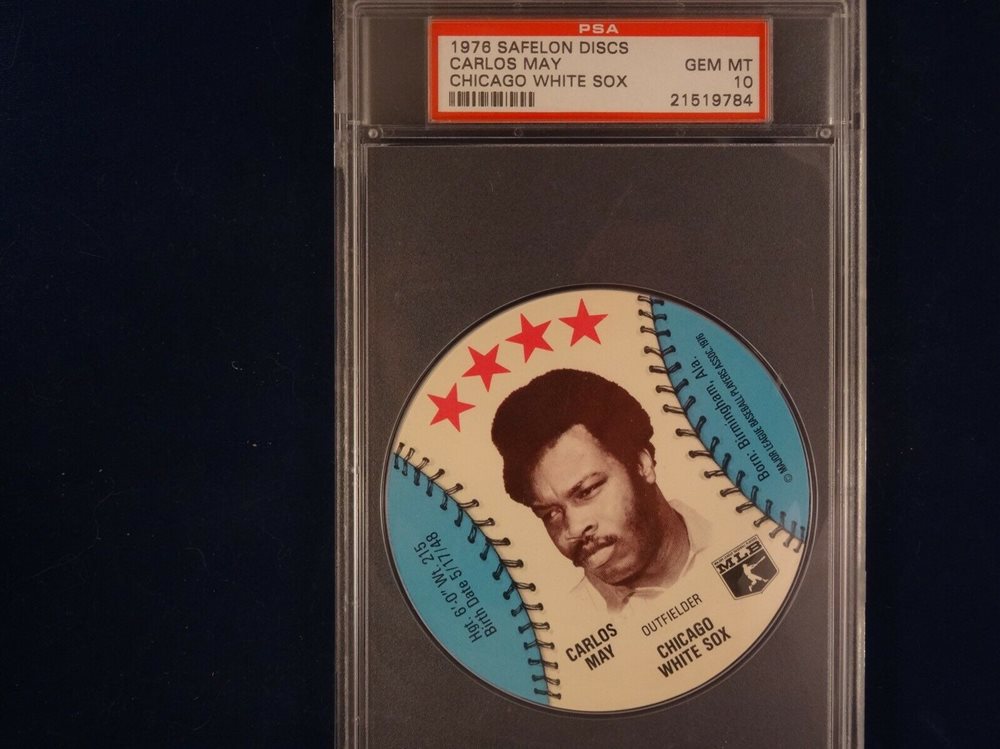 PSA
1976 SAFELON DISCS
CARLOS MAY
CHICAGO WHITE SOX
GEM MT
10
21519784
© MAJOR LEAGUE BASEBALL PLAYERS ASSOC. 1976
Born: Birmingham, Ala.
Hgt. 6'-0" Wt. 215
Birth Date 5/17/48
MLB
CARLOS
MAY
OUTFIELDER
CHICAGO
WHITE SOX